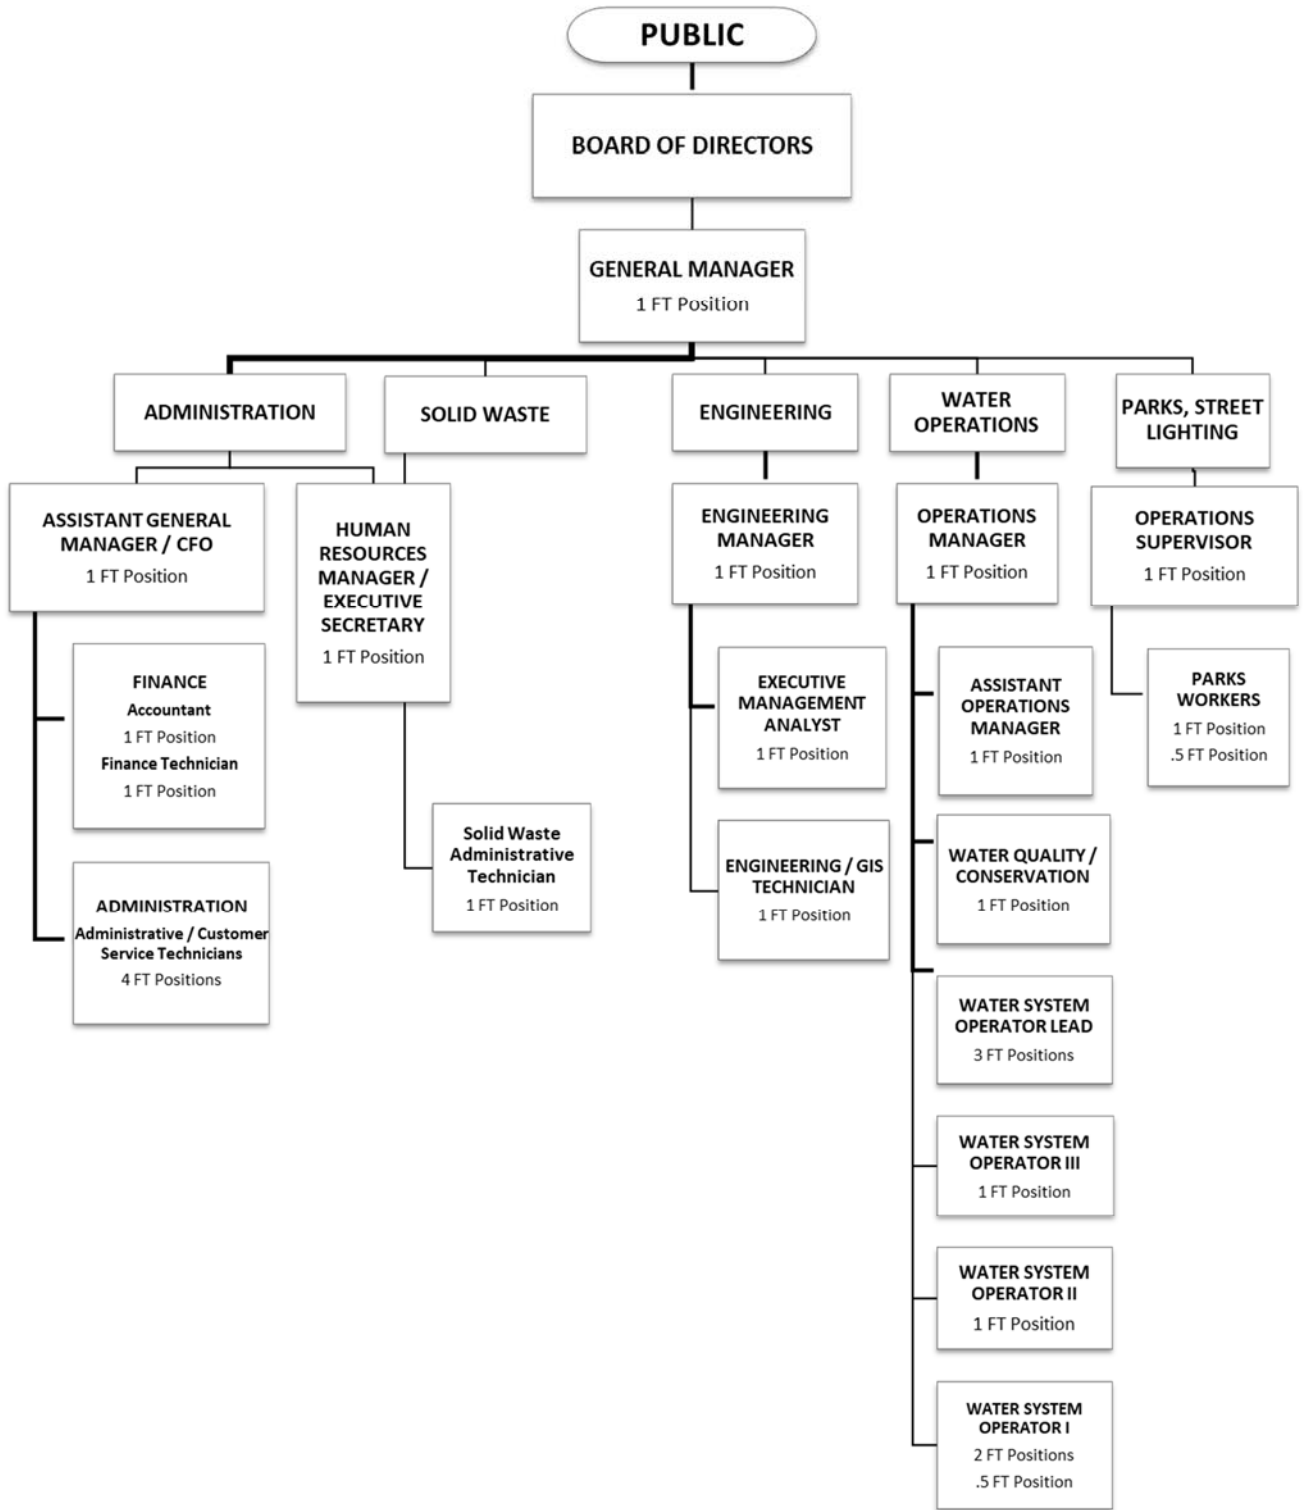 PUBLIC
BOARD OF DIRECTORS
GENERAL MANAGER
1 FT Position
ADMINISTRATION
SOLID WASTE
ENGINEERING
WATER
OPERATIONS
PARKS, STREET
LIGHTING
ASSISTANT GENERAL
MANAGER / CFO
1 FT Position
HUMAN
RESOURCES
MANAGER /
EXECUTIVE
SECRETARY
1 FT Position
ENGINEERING
MANAGER
1 FT Position
OPERATIONS
MANAGER
1 FT Position
OPERATIONS
SUPERVISOR
1 FT Position
FINANCE
Accountant
1 FT Position
Finance Technician
1 FT Position
EXECUTIVE
MANAGEMENT
ANALYST
1 FT Position
ASSISTANT
OPERATIONS
MANAGER
1 FT Position
PARKS
WORKERS
1 FT Position
.5 FT Position
ADMINISTRATION
Administrative / Customer
Service Technicians
4 FT Positions
Solid Waste
Administrative
Technician
1 FT Position
ENGINEERING / GIS
TECHNICIAN
1 FT Position
WATER QUALITY /
CONSERVATION
1 FT Position
WATER SYSTEM
OPERATOR LEAD
3 FT Positions
WATER SYSTEM
OPERATOR III
1 FT Position
WATER SYSTEM
OPERATOR II
1 FT Position
WATER SYSTEM
OPERATOR I
2 FT Positions
.5 FT Position